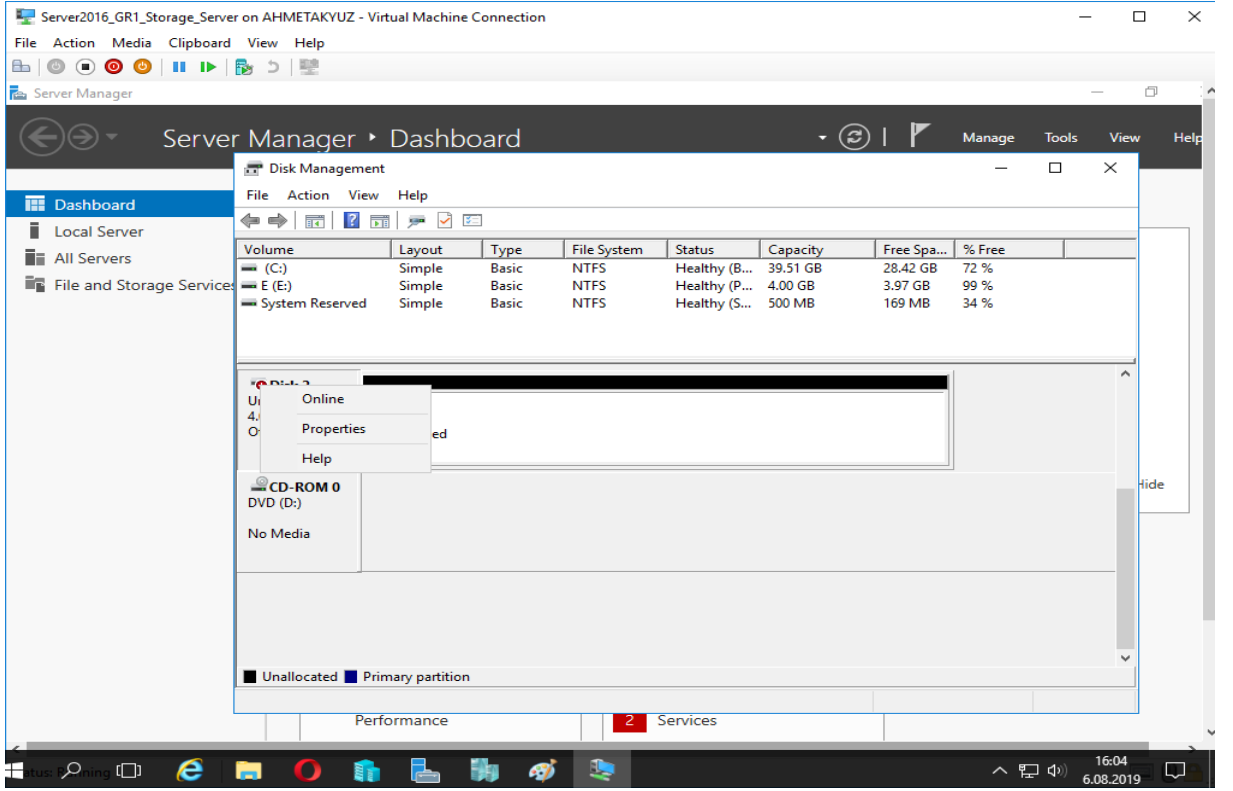 Server2016_GR1_Storage_Server on AHMETAKYUZ - Virtual Machine Connection
File Action Media Clipboard View Help
Server Manager
Server Manager ‣ Dashboard
Manage Tools View Help
Disk Management
File Action View Help
Dashboard
Local Server
All Servers
File and Storage Services
Volume Layout Type File System Status Capacity Free Spa... % Free
(C:) Simple Basic NTFS Healthy (B... 39.51 GB 28.42 GB 72 %
E (E:) Simple Basic NTFS Healthy (P... 4.00 GB 3.97 GB 99 %
System Reserved Simple Basic NTFS Healthy (S... 500 MB 169 MB 34 %
Disk 2
Online
Properties
Help
CD-ROM 0
DVD (D:)
No Media
Hide
Unallocated Primary partition
Performance
2 Services
16:04
6.08.2019